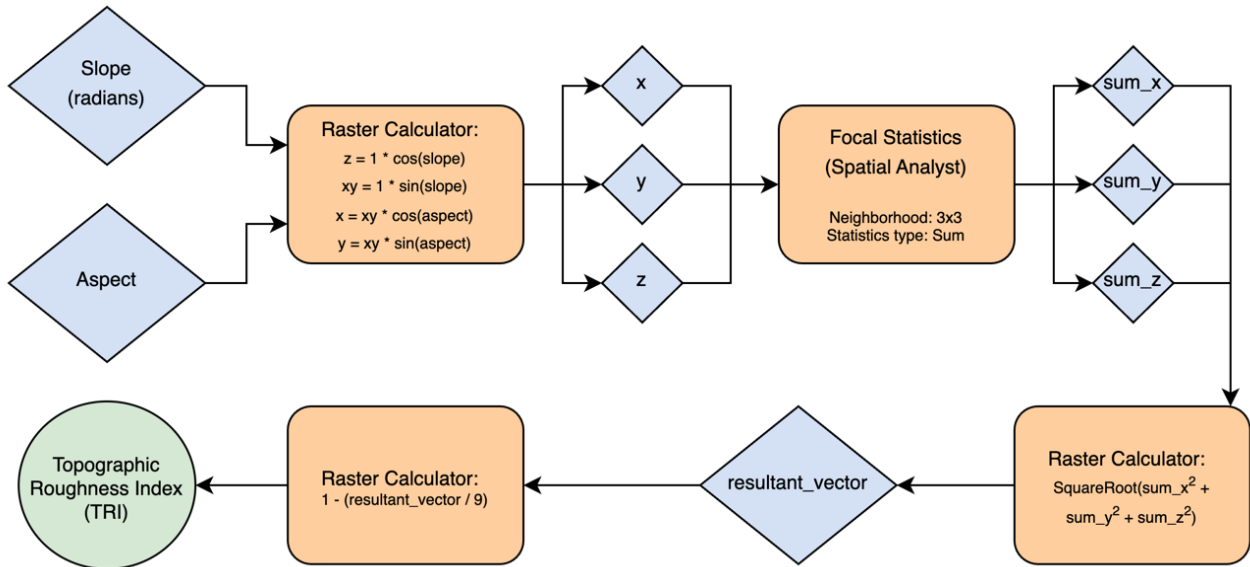 Slope
(radians)
Aspect
Raster Calculator:
z = 1 * cos(slope)
xy = 1 * sin(slope)
x = xy * cos(aspect)
y = xy * sin(aspect)
x
y
z
Focal Statistics
(Spatial Analyst)
Neighborhood: 3x3
Statistics type: Sum
sum_x
sum_y
sum_z
Raster Calculator:
SquareRoot(sum_x² +
sum_y² + sum_z²)
resultant_vector
Raster Calculator:
1 - (resultant_vector / 9)
Topographic
Roughness Index
(TRI)